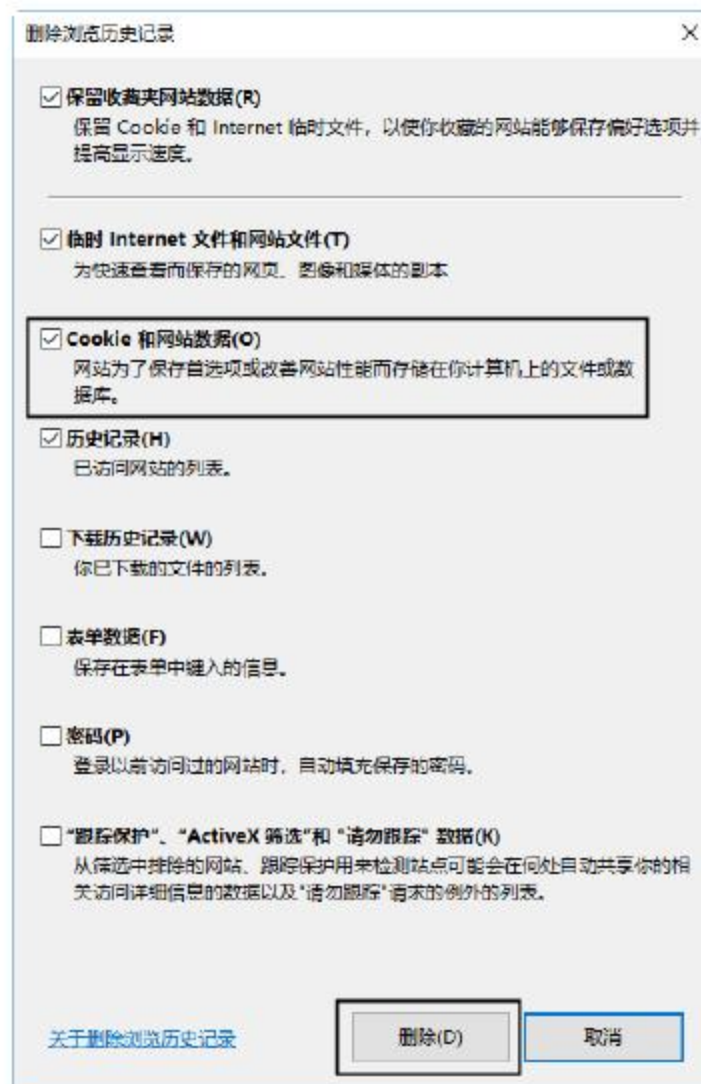 删除浏览历史记录
保留收藏夹网站数据(R)
保留 Cookie 和 Internet 临时文件，以使你收藏的网站能够保存偏好选项并
提高显示速度。
临时 Internet 文件和网站文件(T)
为快速查看而保存的网页、图像和媒体的副本
Cookie 和网站数据(O)
网站为了保存首选项或改善网站性能而存储在你计算机上的文件或数
据库。
历史记录(H)
已访问网站的列表。
下载历史记录(W)
你已下载的文件的列表。
表单数据(F)
保存在表单中键入的信息。
密码(P)
登录以前访问过的网站时，自动填充保存的密码。
"跟踪保护"、"ActiveX 筛选"和 "请勿跟踪" 数据(K)
从筛选中排除的网站、跟踪保护用来检测站点可能会在何处自动共享你的相
关访问详细信息的数据以及"请勿跟踪"请求的例外的列表。
关于删除浏览历史记录
删除(D)
取消